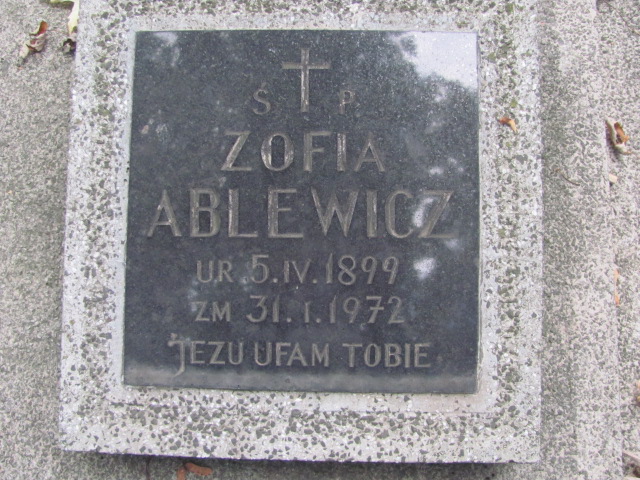 Ś P
ZOFIA
ABLEWICZ
UR. 5.IV.1899
ZM 31.I.1972
JEZU UFAM TOBIE